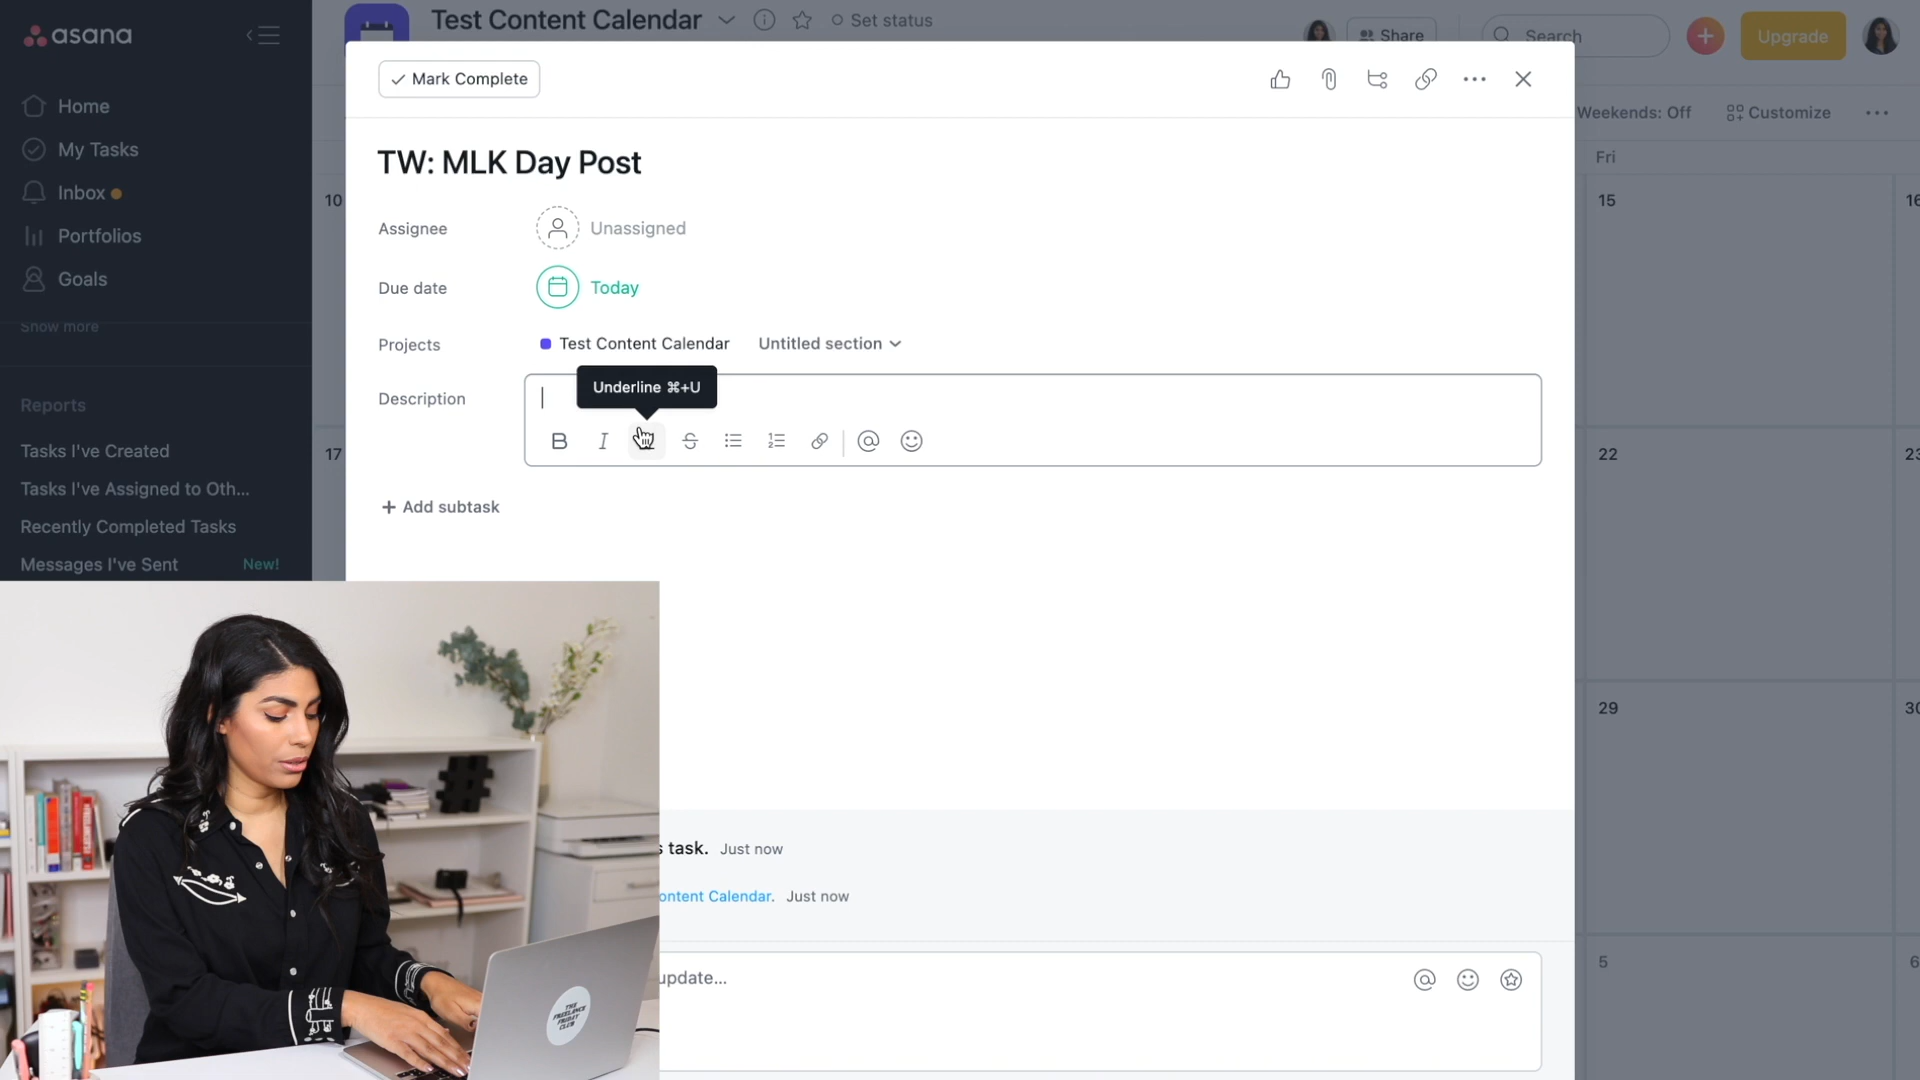 asana
Test Content Calendar
Set status
Share
Search
Upgrade
Mark Complete
Home
My Tasks
Inbox
Portfolios
Goals
Show more
Reports
Tasks I've Created
Tasks I've Assigned to Oth...
Recently Completed Tasks
Messages I've Sent
New!
Weekends: Off
Customize
Fri
10
15
16
17
22
23
29
30
5
6
TW: MLK Day Post
Assignee
Unassigned
Due date
Today
Projects
Test Content Calendar
Untitled section
Description
Underline ⌘+U
B I S @
+ Add subtask
s task. Just now
ontent Calendar. Just now
update...
THE
FREELANCE
FRIDAY
CLUB